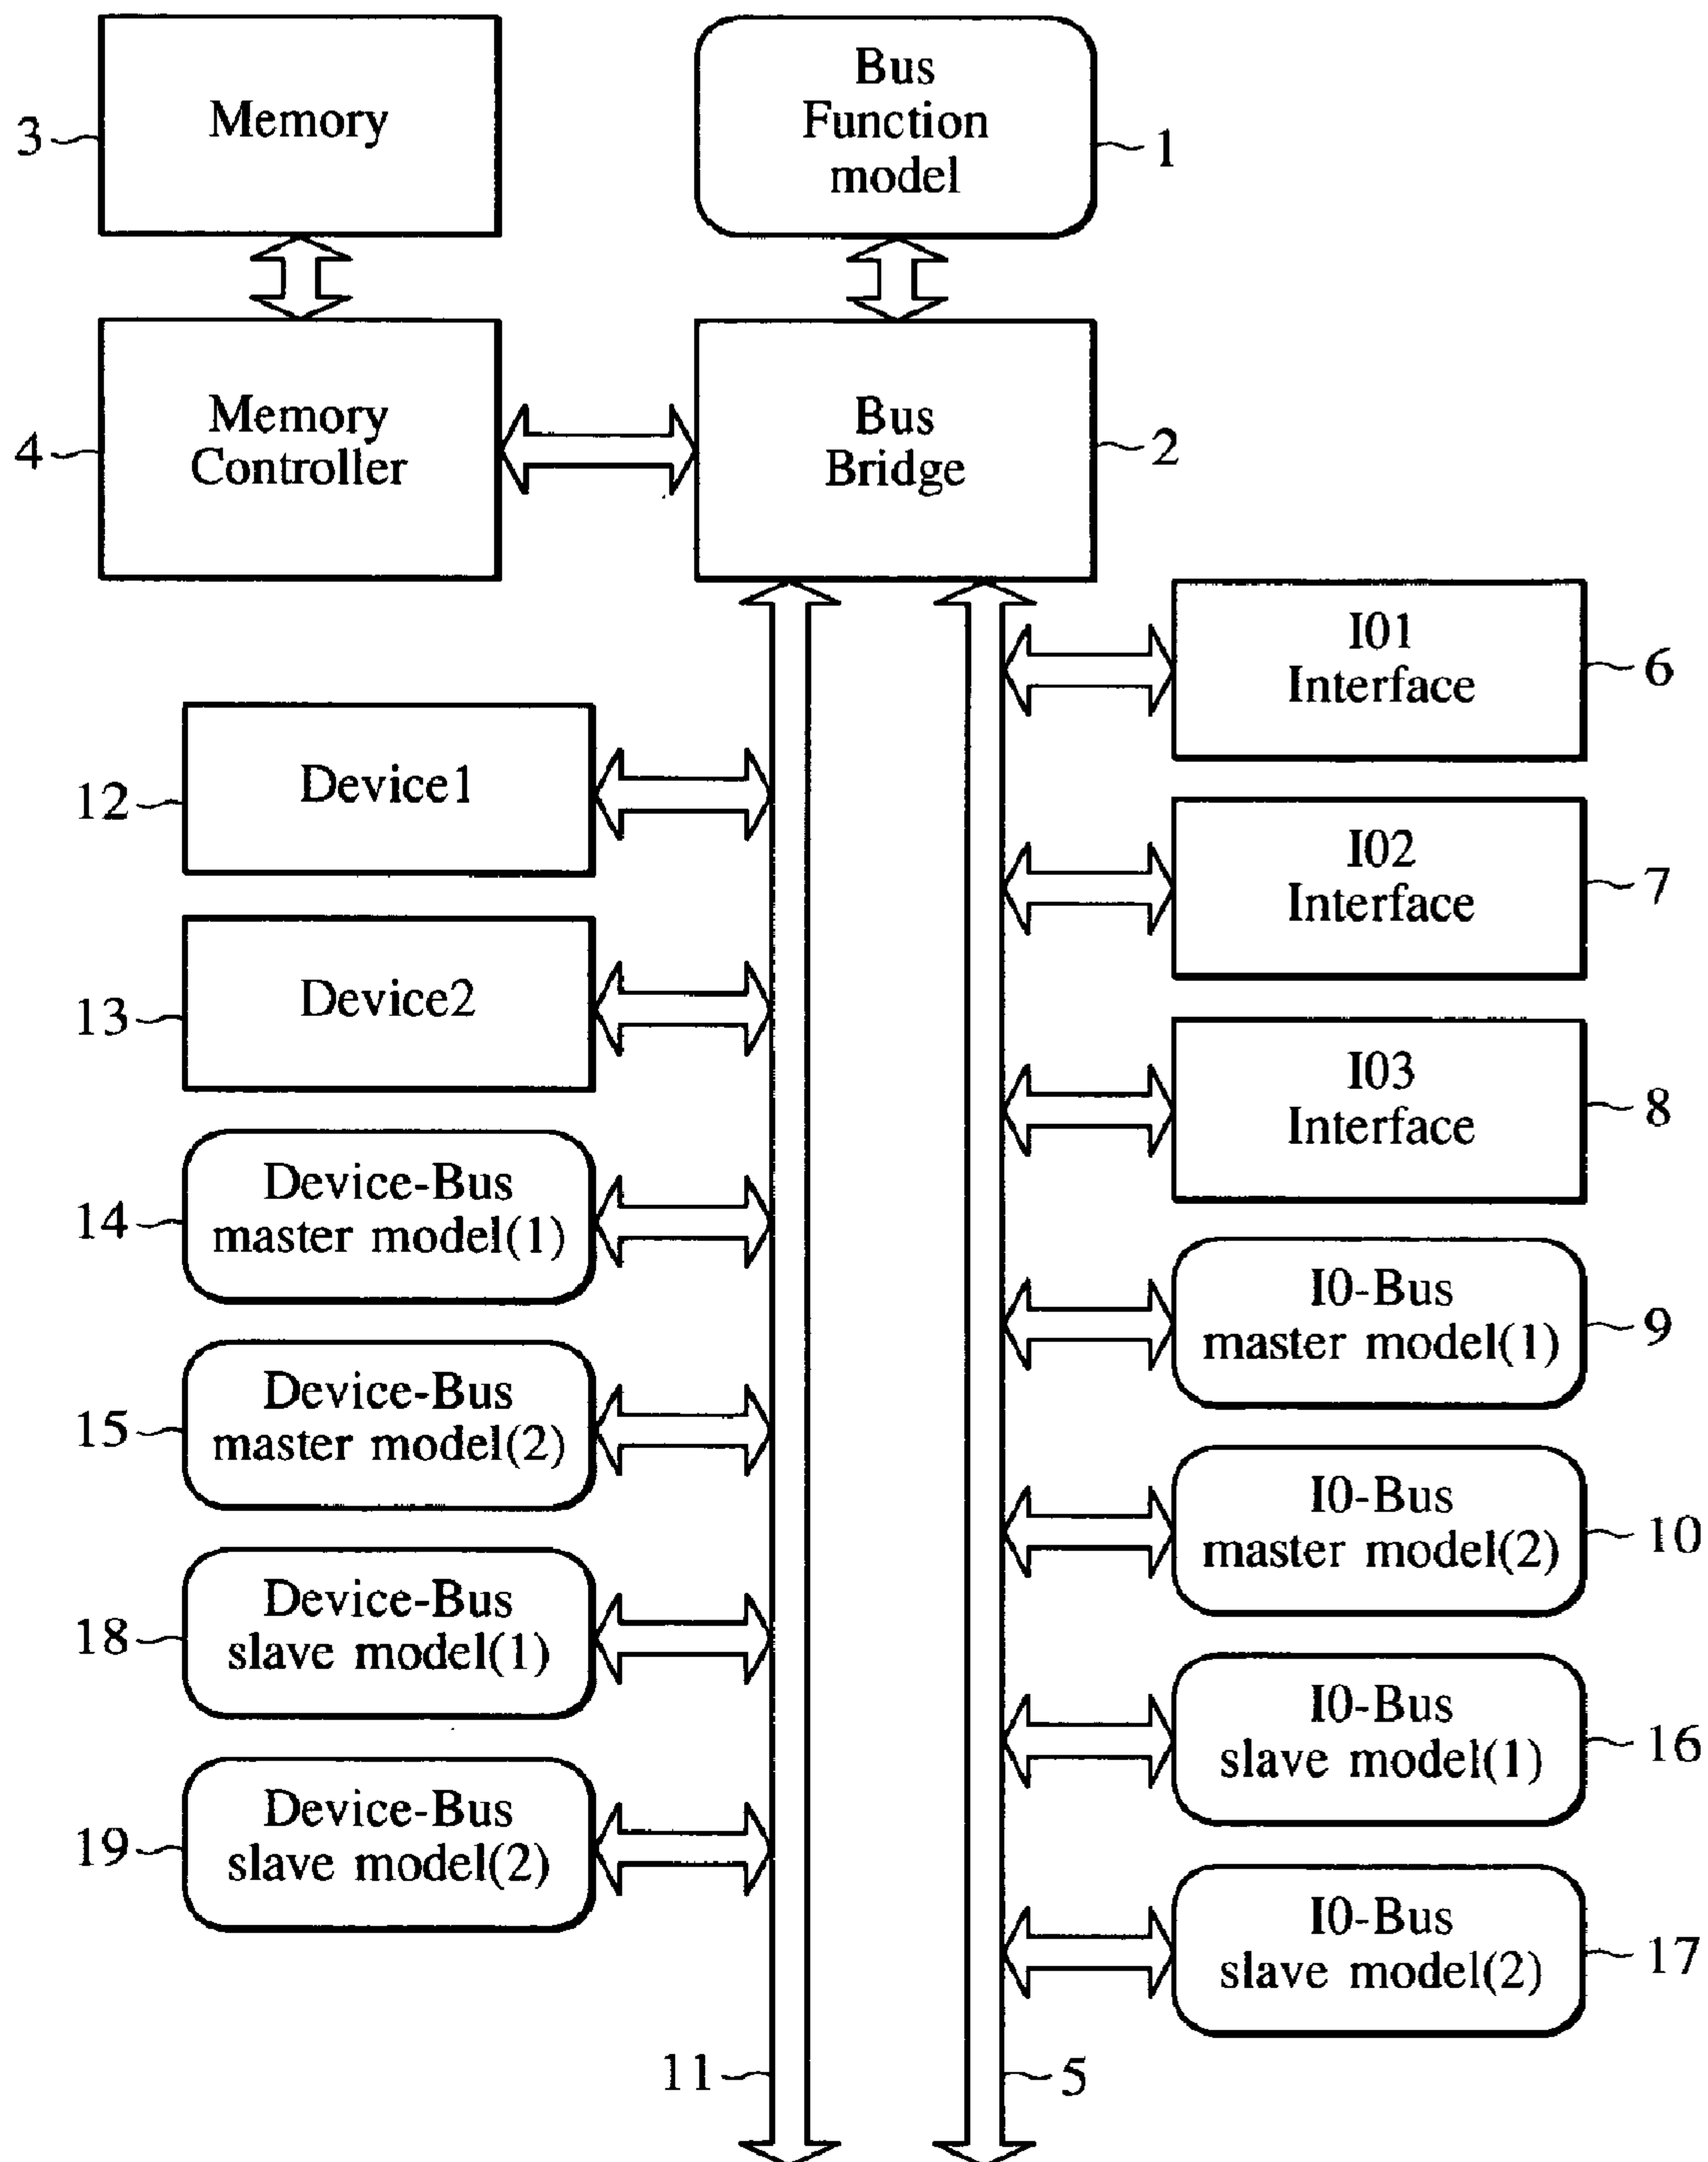 Memory
3
Bus
Function
model
1
Memory
Controller
4
Bus
Bridge
2
I01
Interface
6
Device1
12
I02
Interface
7
Device2
13
I03
Interface
8
Device-Bus
master model(1)
14
I0-Bus
master model(1)
9
Device-Bus
master model(2)
15
I0-Bus
master model(2)
10
Device-Bus
slave model(1)
18
I0-Bus
slave model(1)
16
Device-Bus
slave model(2)
19
I0-Bus
slave model(2)
17
11
5